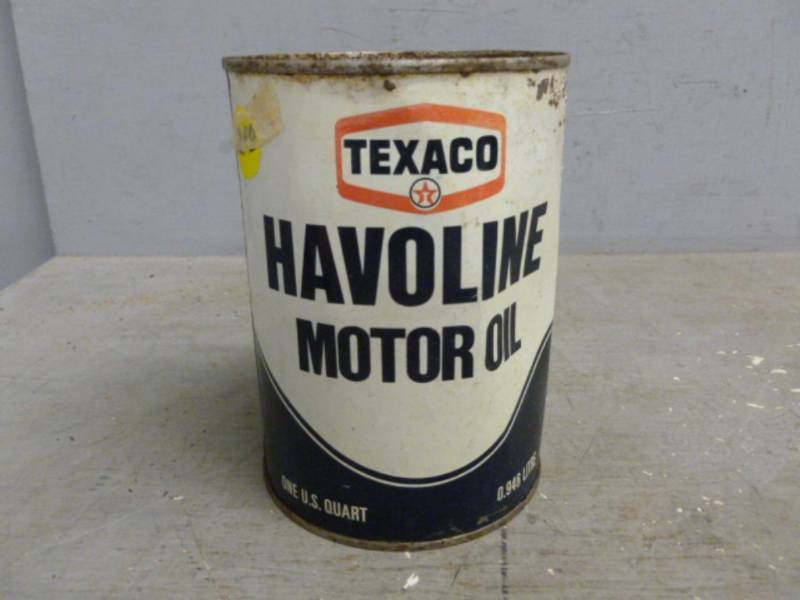 TEXACO
HAVOLINE
MOTOR OIL
ONE U.S. QUART
0.946 LITRE